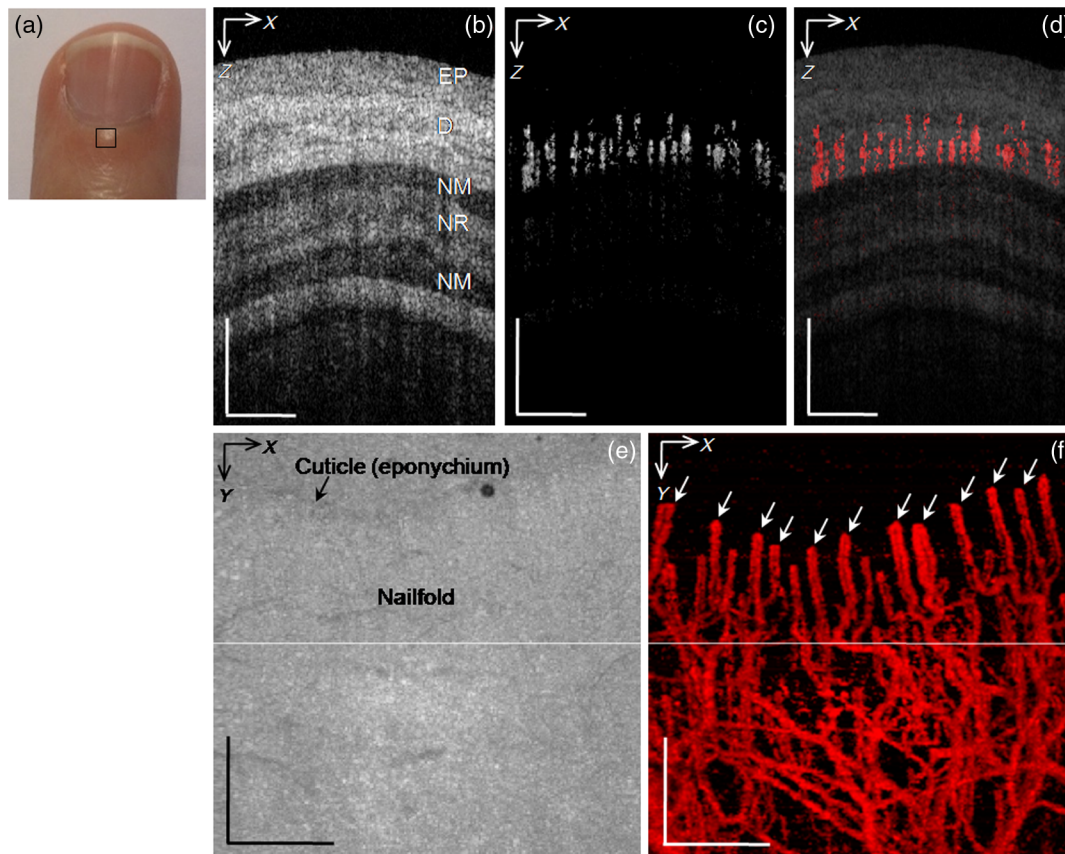 (a)
(b)
X
Z
EP
D
NM
NR
NM
(c)
X
Z
(d)
X
Z
(e)
X
Y
Cuticle (eponychium)
Nailfold
(f)
X
Y